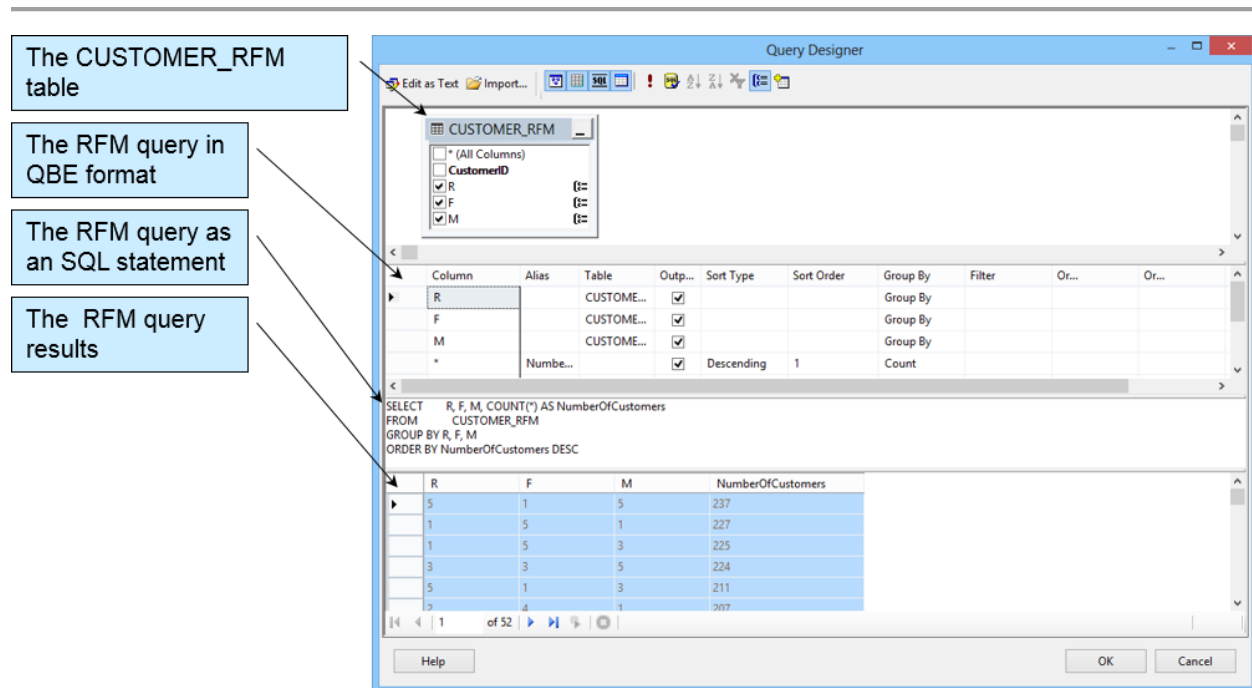 The CUSTOMER_RFM
table
The RFM query in
QBE format
The RFM query as
an SQL statement
The RFM query
results
Query Designer
Edit as Text Import...
CUSTOMER_RFM
* (All Columns)
CustomerID
R
F
M
Column Alias Table Outp... Sort Type Sort Order Group By Filter Or... Or...
R CUSTOME... Group By
F CUSTOME... Group By
M CUSTOME... Group By
* Numbe... Descending 1 Count
SELECT R, F, M, COUNT(*) AS NumberOfCustomers
FROM CUSTOMER_RFM
GROUP BY R, F, M
ORDER BY NumberOfCustomers DESC
R F M NumberOfCustomers
5 1 5 237
1 5 1 227
1 5 3 225
3 3 5 224
5 1 3 211
2 4 1 207
1 of 52
Help OK Cancel